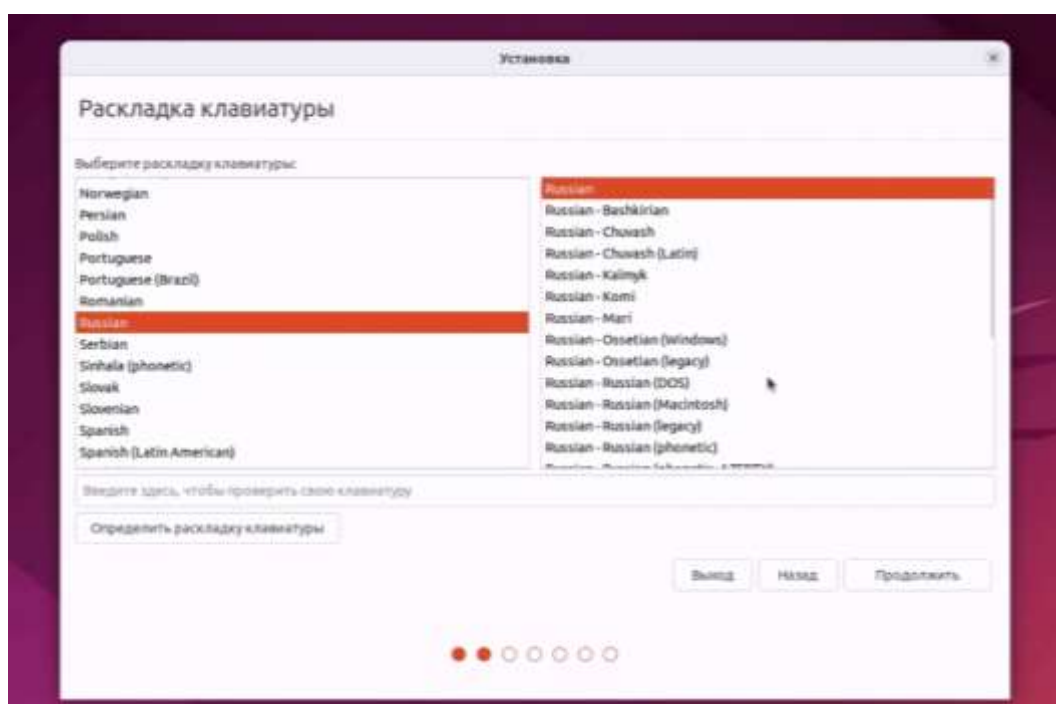 Установка
Раскладка клавиатуры
Выберите раскладку клавиатуры:
Norwegian
Persian
Polish
Portuguese
Portuguese (Brazil)
Romanian
Russian
Serbian
Sinhala (phonetic)
Slovak
Slovenian
Spanish
Spanish (Latin American)
Russian
Russian - Bashkirian
Russian - Chuvash
Russian - Chuvash (Latin)
Russian - Kalmyk
Russian - Komi
Russian - Mari
Russian - Ossetian (Windows)
Russian - Ossetian (legacy)
Russian - Russian (DOS)
Russian - Russian (Macintosh)
Russian - Russian (legacy)
Russian - Russian (phonetic)
Введите здесь, чтобы проверить свою клавиатуру
Определить раскладку клавиатуры
Выход
Назад
Продолжить